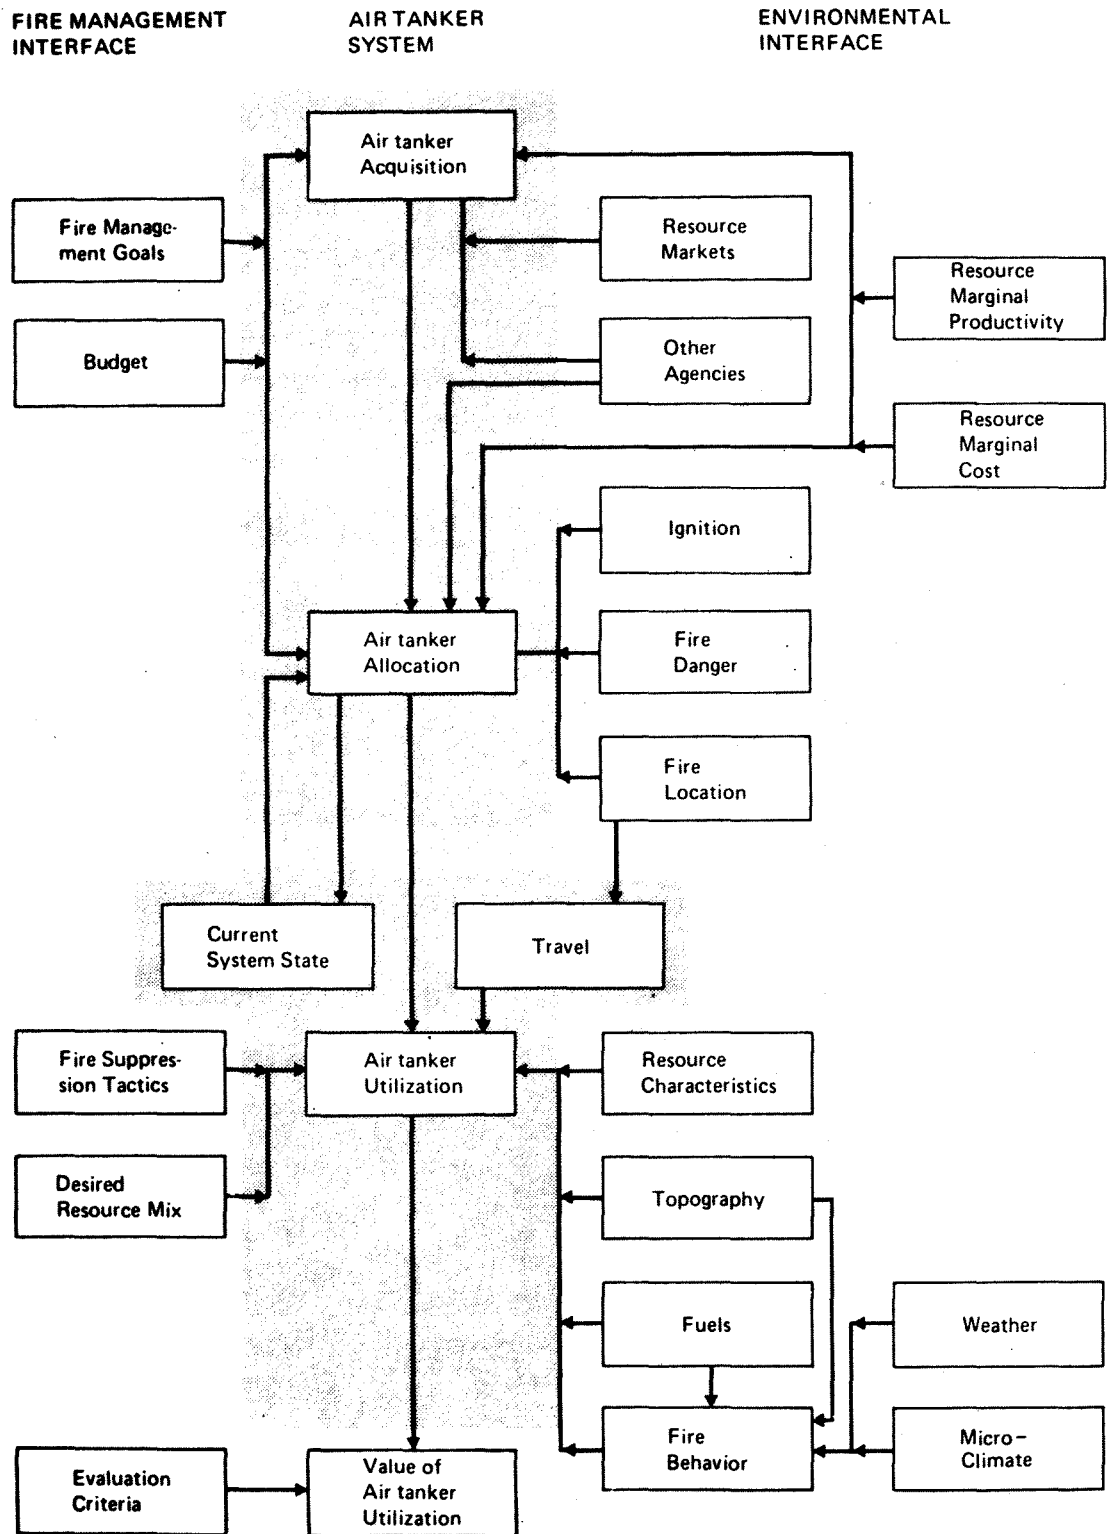 FIRE MANAGEMENT
INTERFACE
AIR TANKER
SYSTEM
ENVIRONMENTAL
INTERFACE
Air tanker
Acquisition
Fire Manage-
ment Goals
Resource
Markets
Resource
Marginal
Productivity
Budget
Other
Agencies
Resource
Marginal
Cost
Ignition
Air tanker
Allocation
Fire
Danger
Fire
Location
Current
System State
Travel
Fire Suppres-
sion Tactics
Air tanker
Utilization
Resource
Characteristics
Desired
Resource Mix
Topography
Fuels
Weather
Fire
Behavior
Micro-
Climate
Evaluation
Criteria
Value of
Air tanker
Utilization